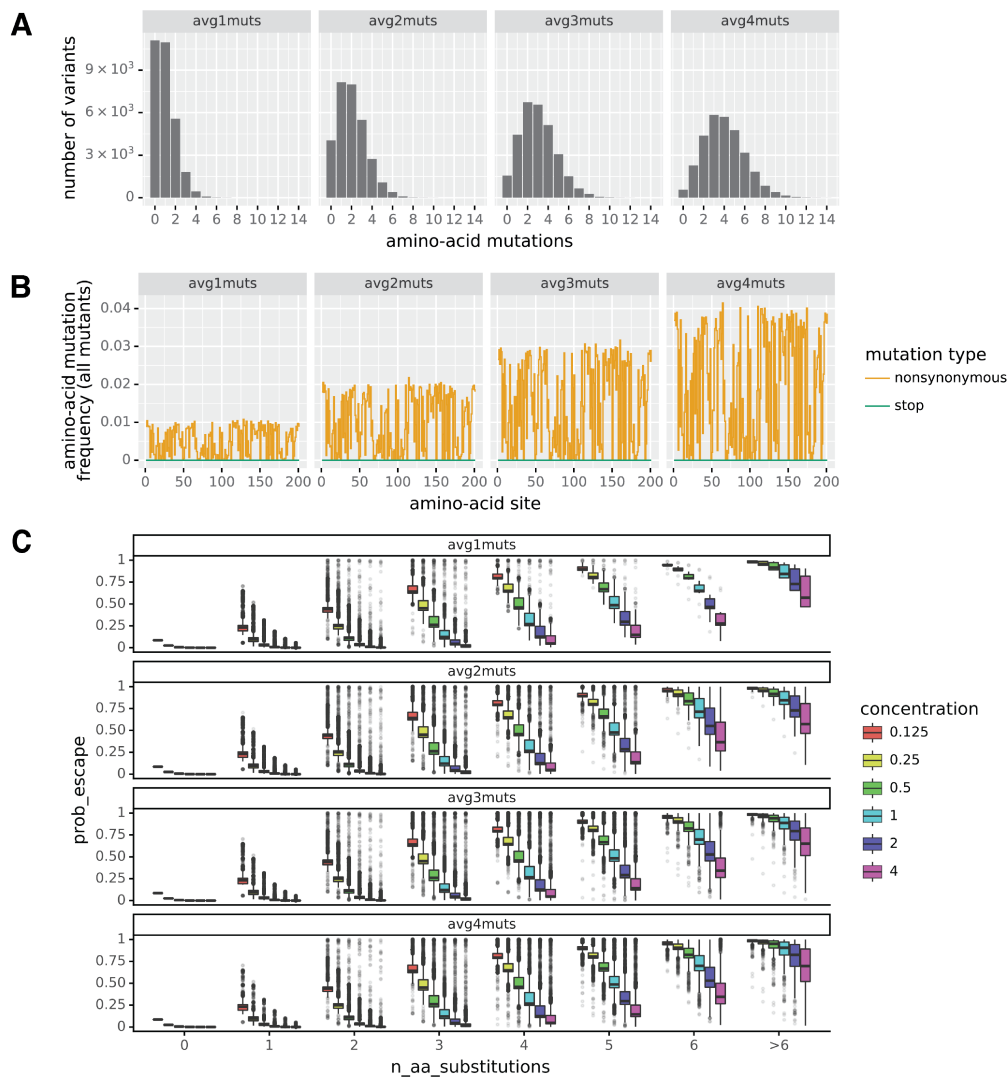 A
avg1muts avg2muts avg3muts avg4muts
number of variants
9 × 10³
6 × 10³
3 × 10³
0
0 2 4 6 8 10 12 14 0 2 4 6 8 10 12 14 0 2 4 6 8 10 12 14 0 2 4 6 8 10 12 14
amino-acid mutations
B
avg1muts avg2muts avg3muts avg4muts
amino-acid mutation
frequency (all mutants)
0.04
0.03
0.02
0.01
0
0 50 100 150 200 0 50 100 150 200 0 50 100 150 200 0 50 100 150 200
amino-acid site
mutation type
nonsynonymous
stop
C
avg1muts
1
0.75
0.50
0.25
0
avg2muts
1
0.75
0.50
0.25
0
avg3muts
1
0.75
0.50
0.25
0
avg4muts
1
0.75
0.50
0.25
0
prob_escape
0 1 2 3 4 5 6 >6
n_aa_substitutions
concentration
0.125
0.25
0.5
1
2
4